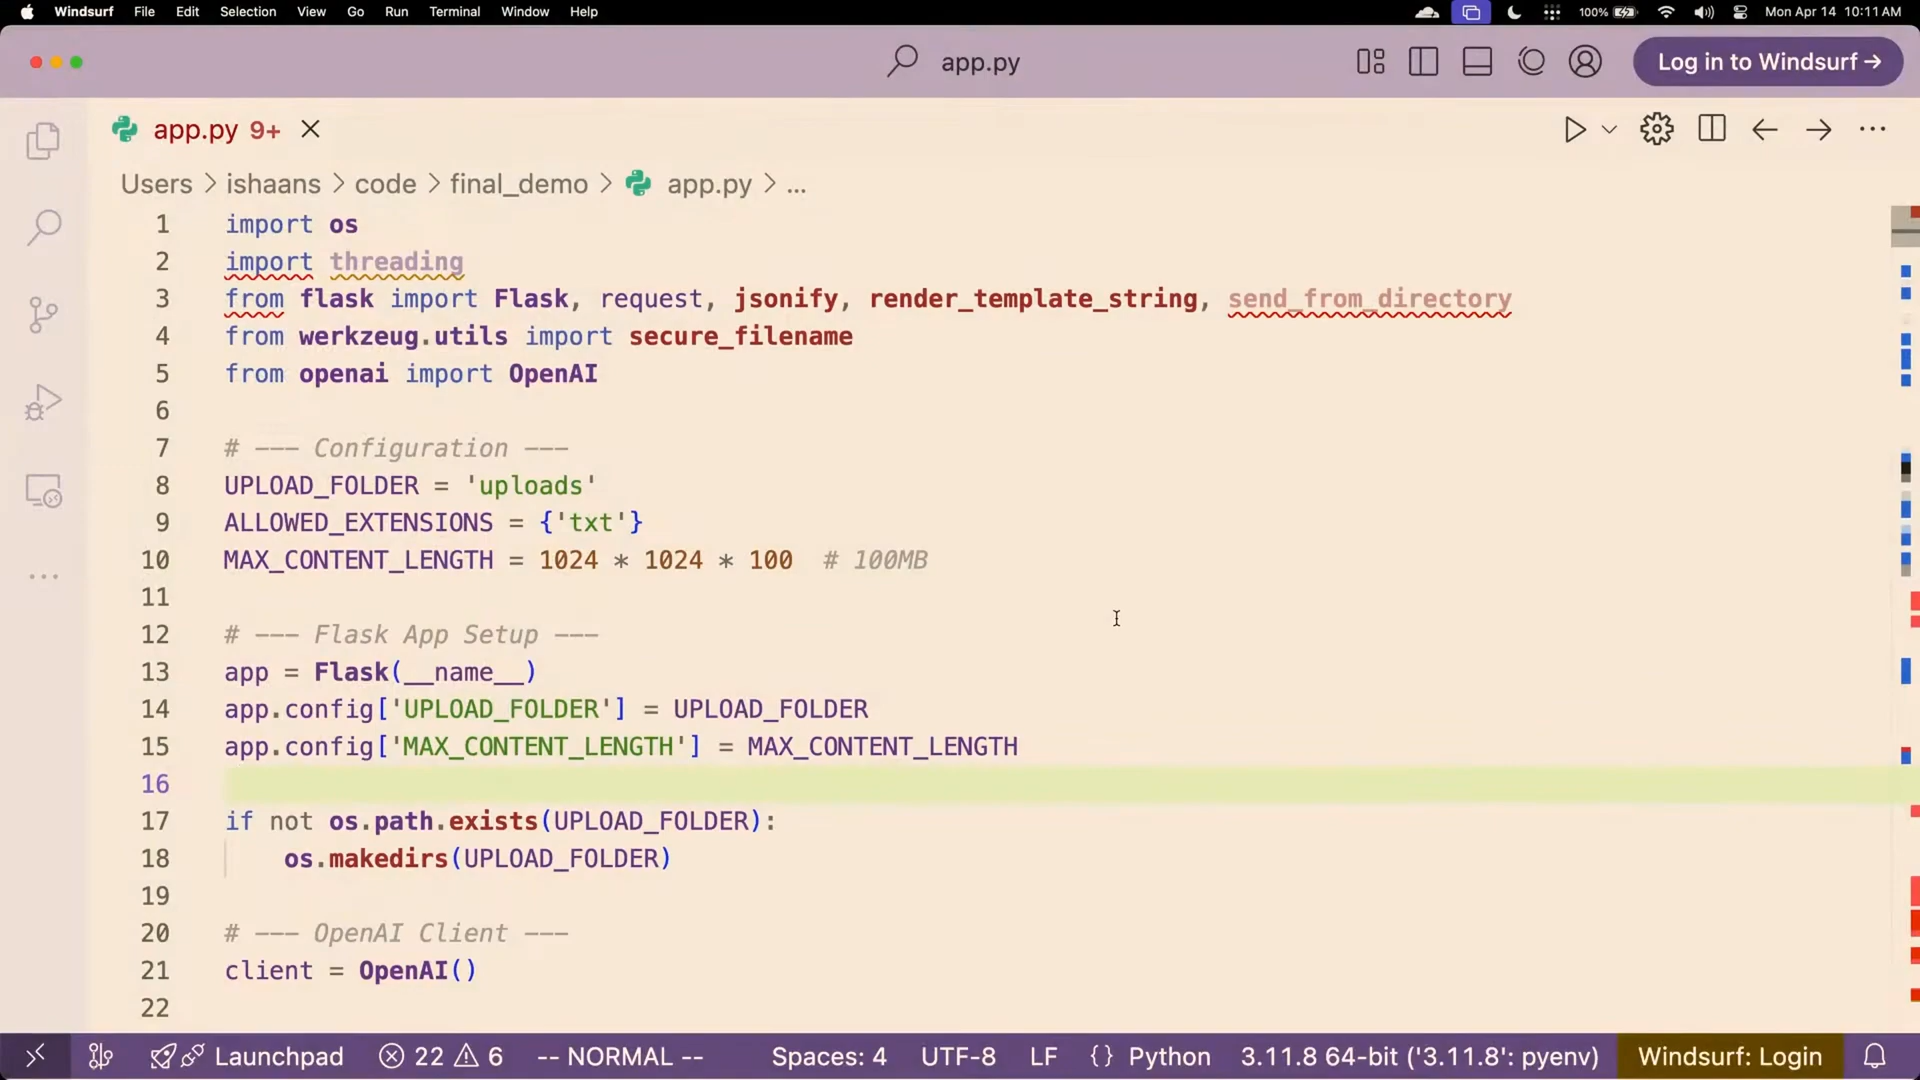 Windsurf File Edit Selection View Go Run Terminal Window Help 100% Mon Apr 14 10:11 AM
app.py Log in to Windsurf →
app.py 9+
Users > ishaans > code > final_demo > app.py > ...
1 import os
2 import threading
3 from flask import Flask, request, jsonify, render_template_string, send_from_directory
4 from werkzeug.utils import secure_filename
5 from openai import OpenAI
6
7 # --- Configuration ---
8 UPLOAD_FOLDER = 'uploads'
9 ALLOWED_EXTENSIONS = {'txt'}
10 MAX_CONTENT_LENGTH = 1024 * 1024 * 100  # 100MB
11
12 # --- Flask App Setup ---
13 app = Flask(__name__)
14 app.config['UPLOAD_FOLDER'] = UPLOAD_FOLDER
15 app.config['MAX_CONTENT_LENGTH'] = MAX_CONTENT_LENGTH
16
17 if not os.path.exists(UPLOAD_FOLDER):
18     os.makedirs(UPLOAD_FOLDER)
19
20 # --- OpenAI Client ---
21 client = OpenAI()
22
Launchpad 22 6 -- NORMAL -- Spaces: 4 UTF-8 LF {} Python 3.11.8 64-bit ('3.11.8': pyenv) Windsurf: Login